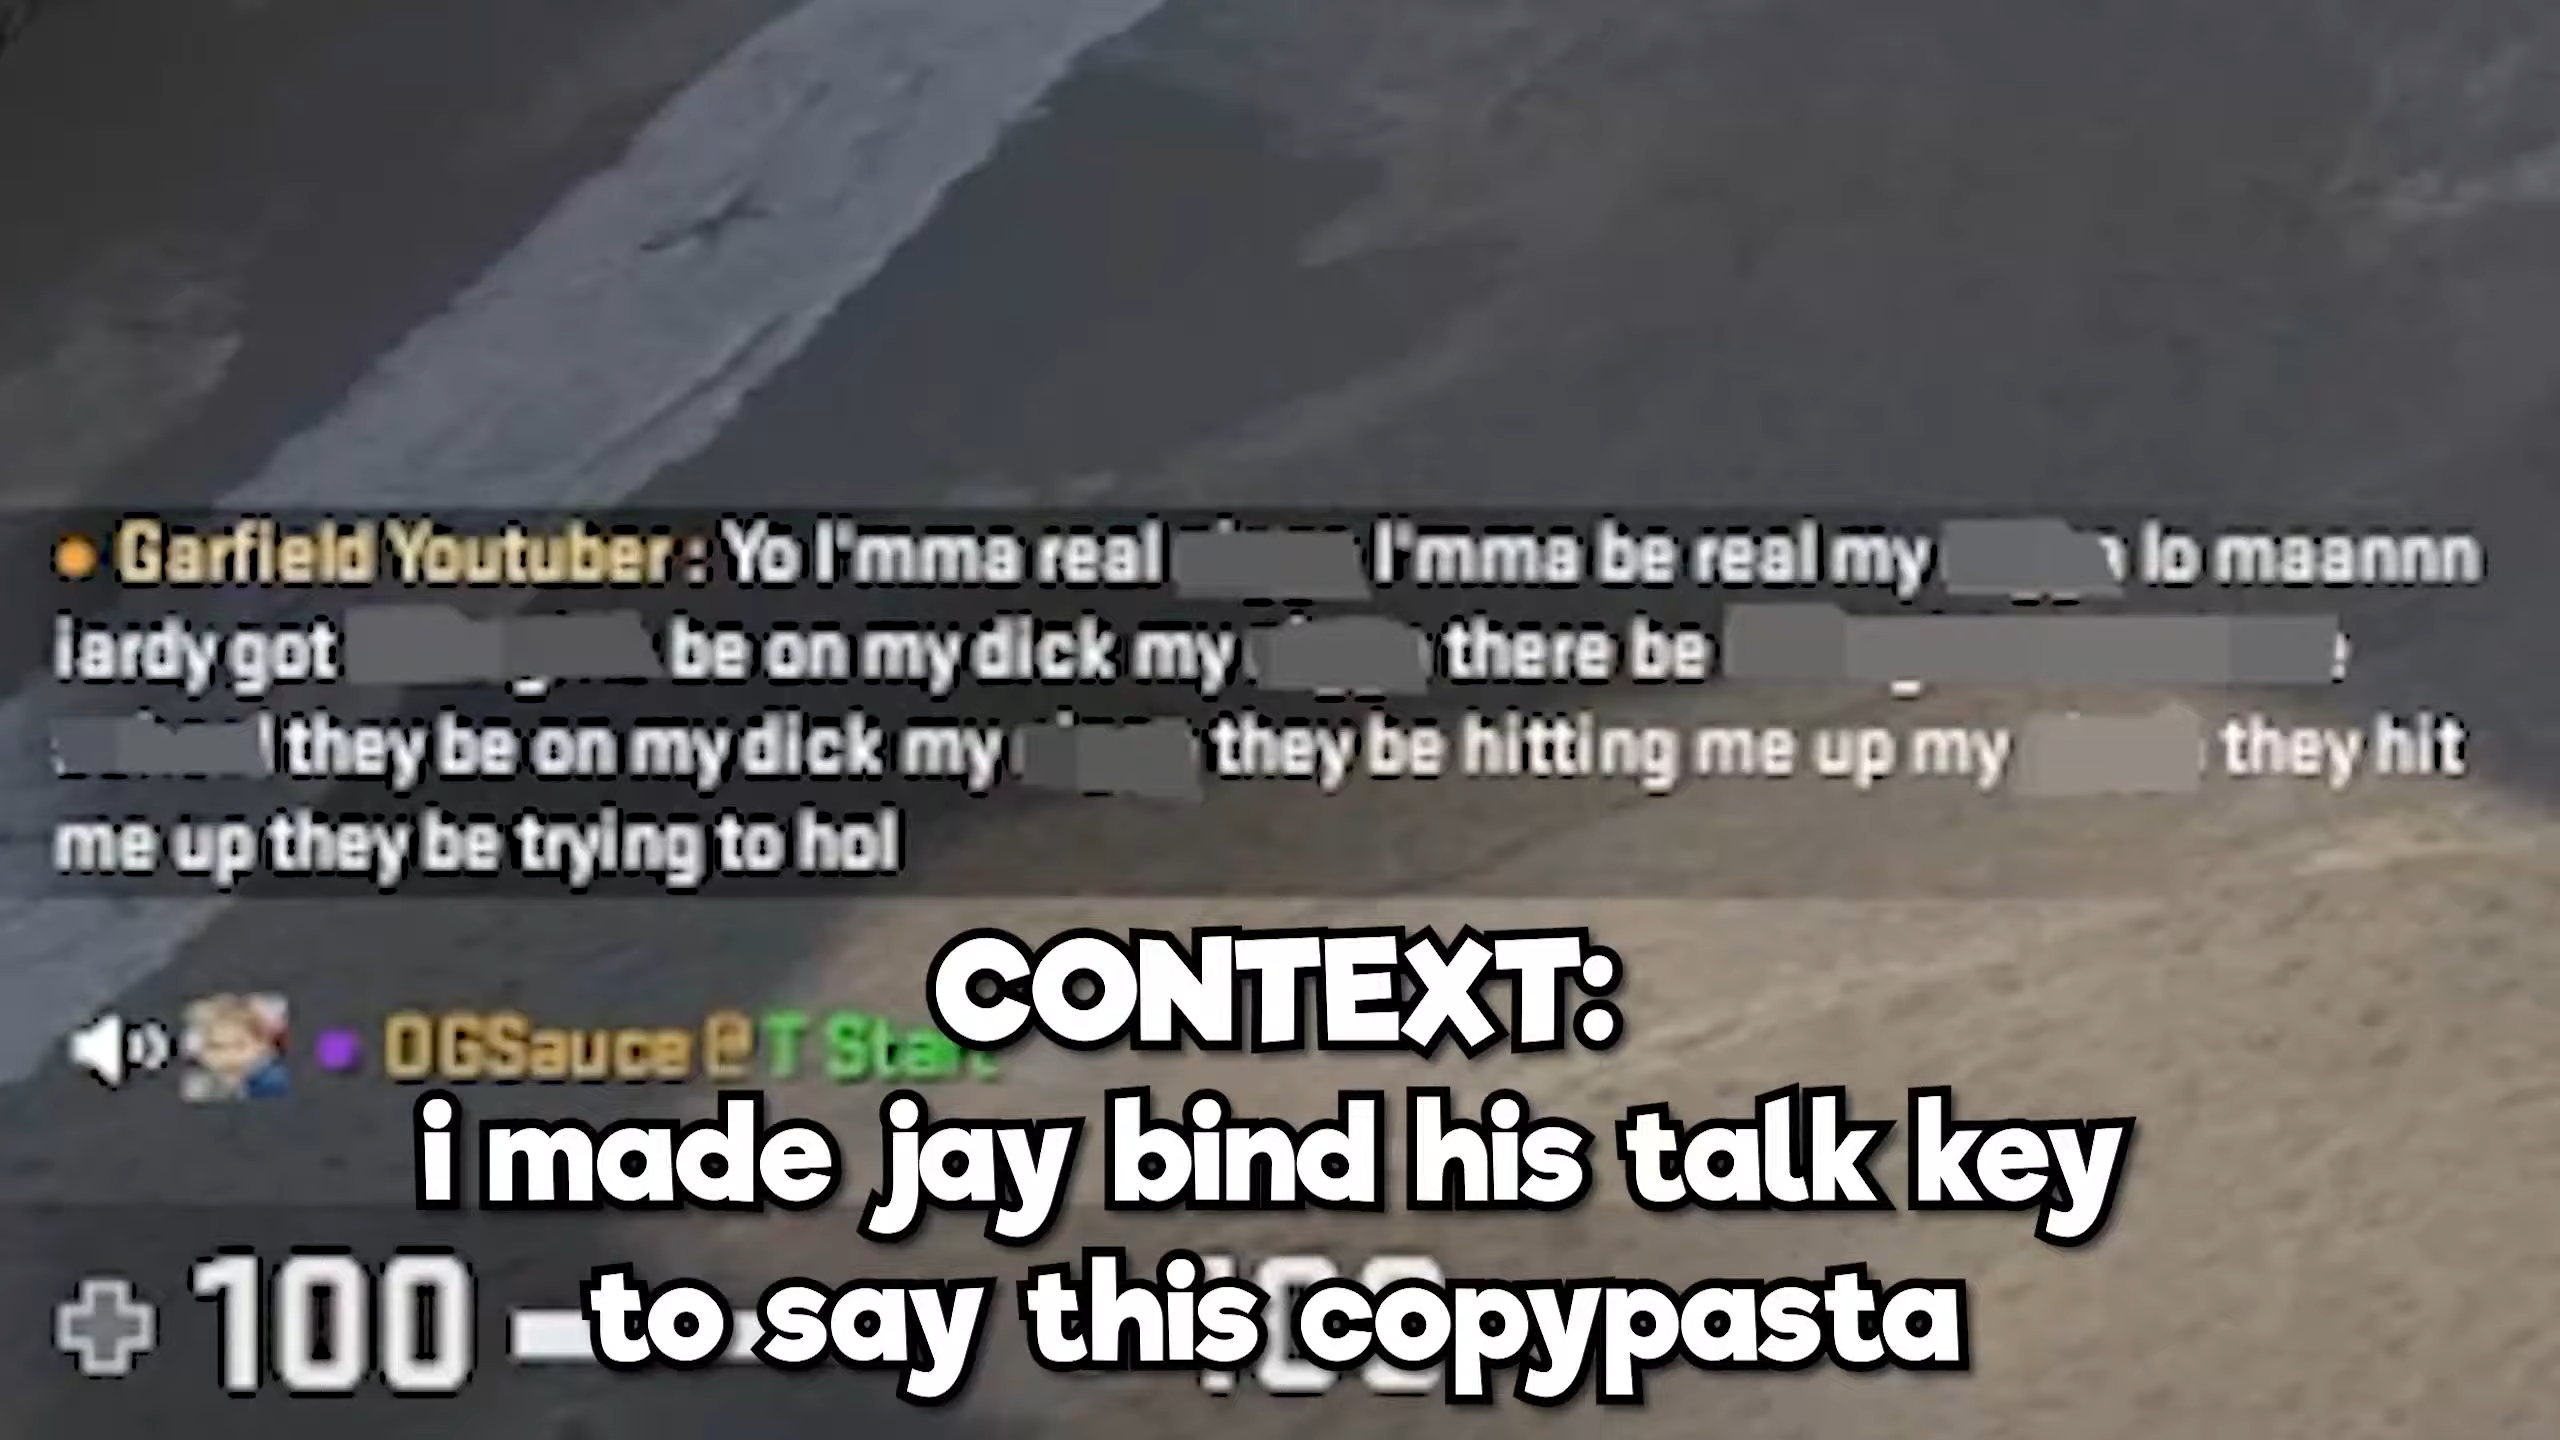 Garfield Youtuber : Yo I'mma real I'mma be real my lo maannn
iardy got be on my dick my there be
they be on my dick my they be hitting me up my they hit
me up they be trying to hol
OGSauce @ T Start
CONTEXT:
i made jay bind his talk key
100 to say this copypasta